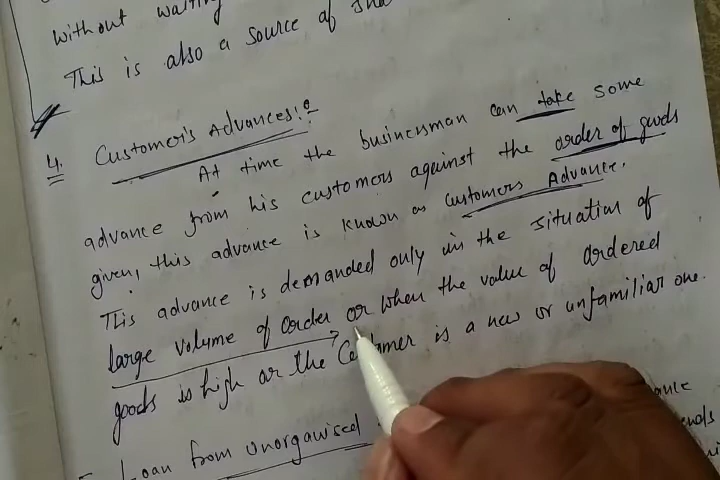 without waiting
This is also a source of
4. Customer's Advances:-
At time the businessman can take some
advance from his customers against the order of goods
given, this advance is known as customers Advance.
This advance is demanded only in the situation of
large volume of order or when the value of ordered
goods is high or the Customer is a new or unfamiliar one.
Loan from unorganised